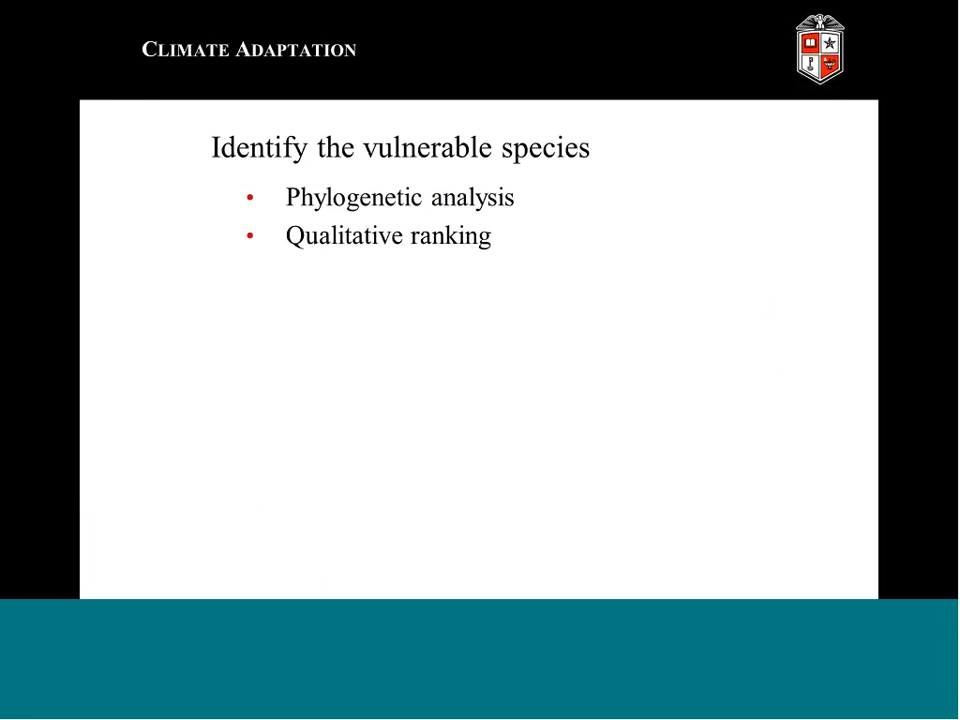 CLIMATE ADAPTATION
Identify the vulnerable species
• Phylogenetic analysis
• Qualitative ranking